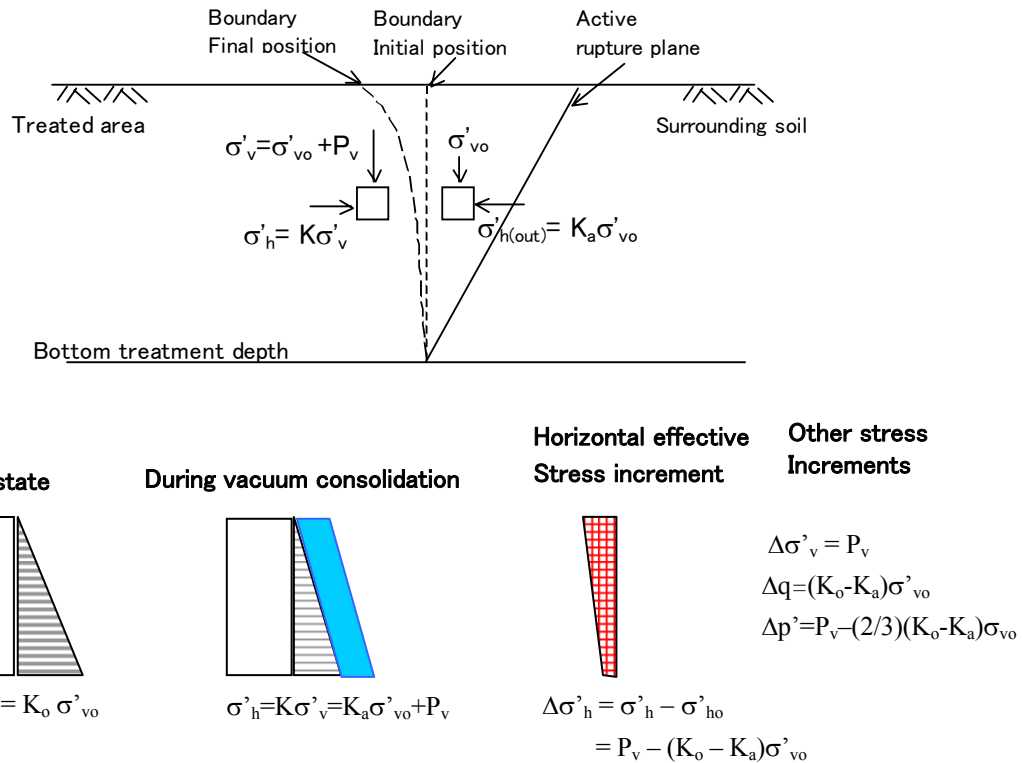 Boundary
Final position
Boundary
Initial position
Active
rupture plane
Treated area
Surrounding soil
σ'v=σ'vo +Pv
σ'vo
σ'h= Kσ'v
σ'h(out)= Kaσ'vo
Bottom treatment depth
state
During vacuum consolidation
Horizontal effective
Stress increment
Other stress
Increments
= Ko σ'vo
σ'h=Kσ'v=Kaσ'vo+Pv
Δσ'h = σ'h – σ'ho
= Pv – (Ko – Ka)σ'vo
Δσ'v = Pv
Δq=(Ko-Ka)σ'vo
Δp'=Pv–(2/3)(Ko-Ka)σvo